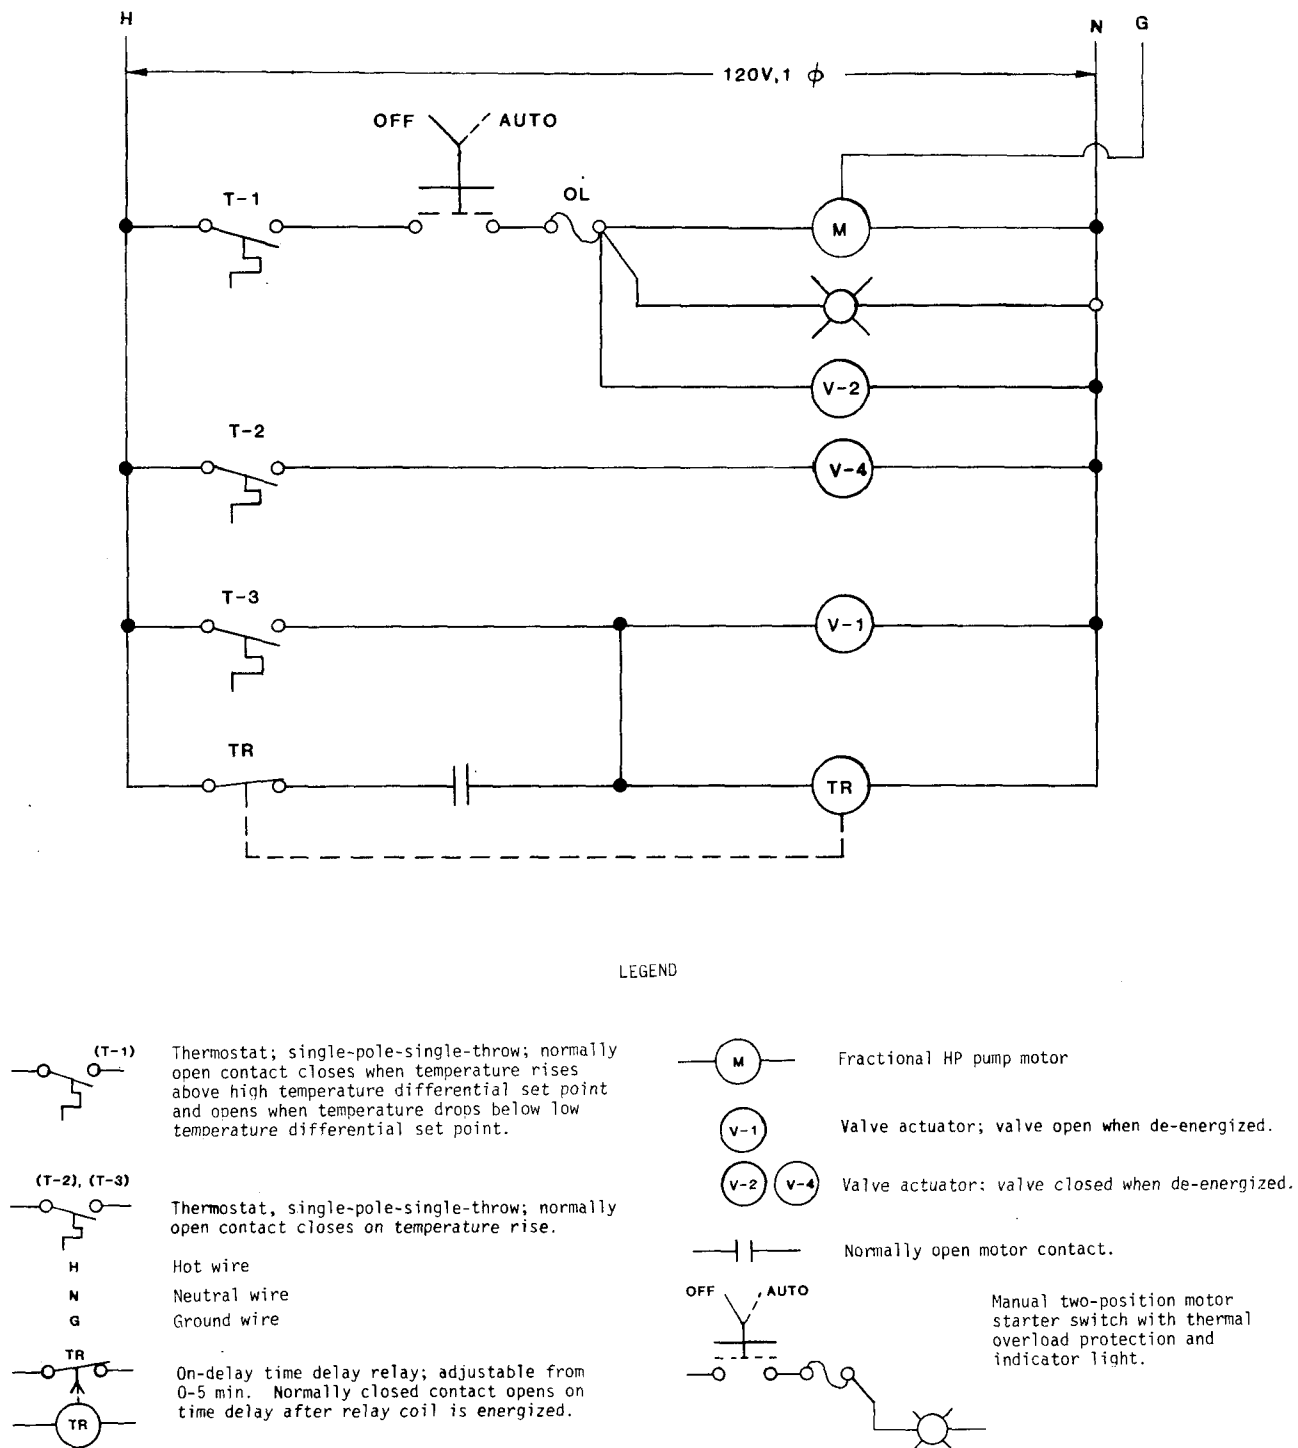 H
N G
120V,1 ϕ
OFF AUTO
T-1
OL
M
V-2
T-2
V-4
T-3
V-1
TR
TR
LEGEND
(T-1)
Thermostat; single-pole-single-throw; normally
open contact closes when temperature rises
above high temperature differential set point
and opens when temperature drops below low
temperature differential set point.
(T-2), (T-3)
Thermostat, single-pole-single-throw; normally
open contact closes on temperature rise.
H Hot wire
N Neutral wire
G Ground wire
TR
TR
On-delay time delay relay; adjustable from
0-5 min. Normally closed contact opens on
time delay after relay coil is energized.
M Fractional HP pump motor
V-1 Valve actuator; valve open when de-energized.
V-2 V-4 Valve actuator: valve closed when de-energized.
Normally open motor contact.
OFF AUTO
Manual two-position motor
starter switch with thermal
overload protection and
indicator light.